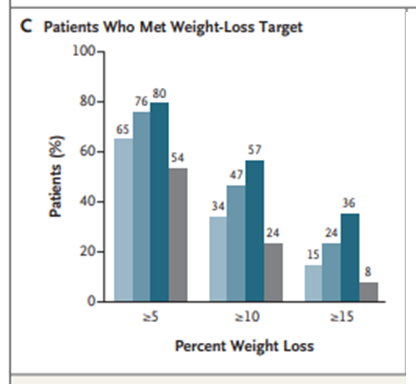 C Patients Who Met Weight-Loss Target
100
80
60
40
20
0
Patients (%)
65 76 80 54
34 47 57 24
15 24 36 8
≥5 ≥10 ≥15
Percent Weight Loss